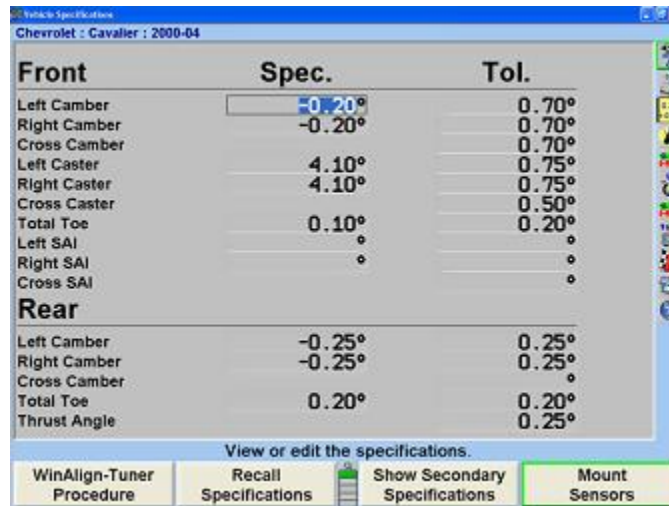 Vehicle Specifications
Chevrolet : Cavalier : 2000-04
Front Spec. Tol.
Left Camber -0.20° 0.70°
Right Camber -0.20° 0.70°
Cross Camber 0.70°
Left Caster 4.10° 0.75°
Right Caster 4.10° 0.75°
Cross Caster 0.50°
Total Toe 0.10° 0.20°
Left SAI ° °
Right SAI ° °
Cross SAI °
Rear
Left Camber -0.25° 0.25°
Right Camber -0.25° 0.25°
Cross Camber °
Total Toe 0.20° 0.20°
Thrust Angle 0.25°
View or edit the specifications.
WinAlign-Tuner Recall Show Secondary Mount
Procedure Specifications Specifications Sensors